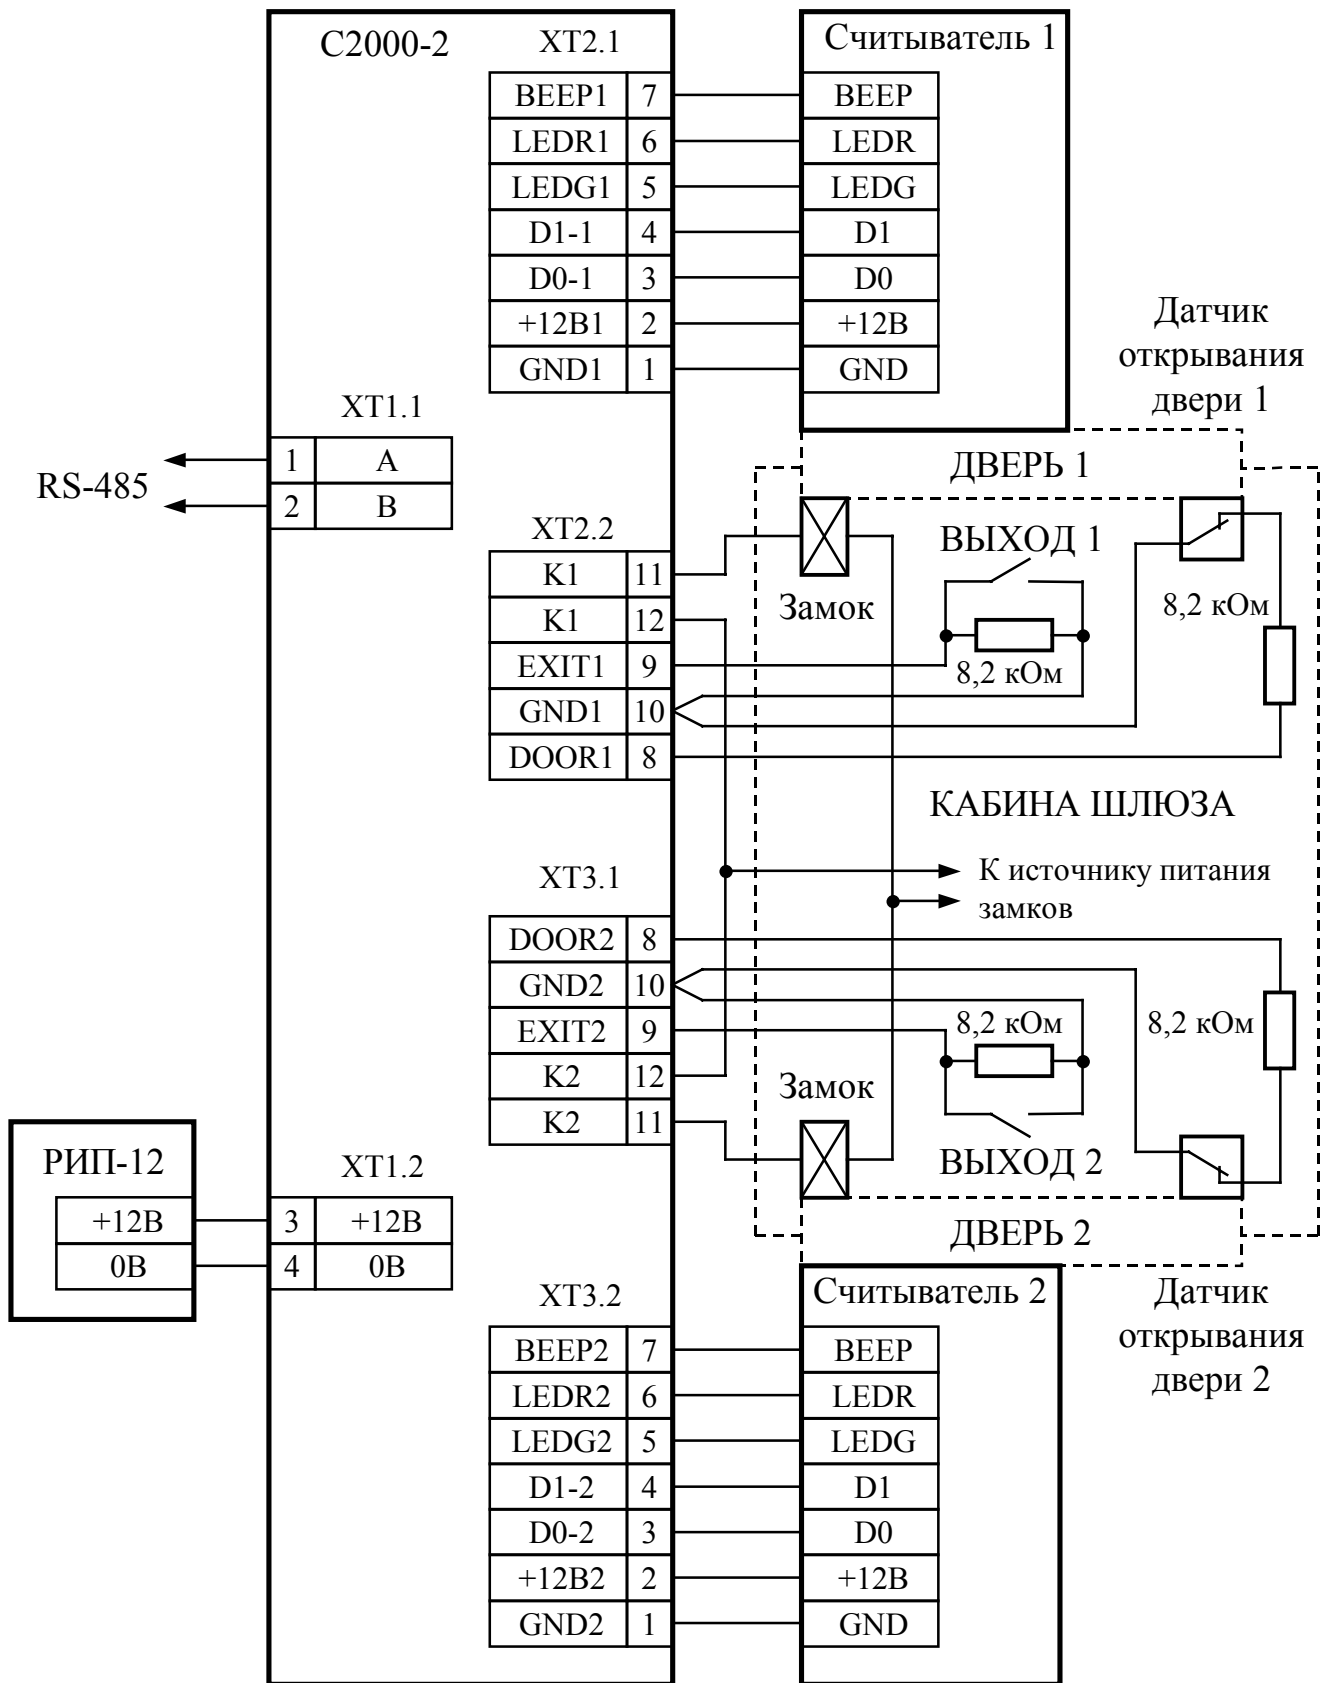 С2000-2
XT2.1
Считыватель 1
BEEP1 7 BEEP
LEDR1 6 LEDR
LEDG1 5 LEDG
D1-1 4 D1
D0-1 3 D0
+12В1 2 +12В
GND1 1 GND
Датчик
открывания
двери 1
XT1.1
1 A
2 B
RS-485
ДВЕРЬ 1
XT2.2
K1 11
K1 12
EXIT1 9
GND1 10
DOOR1 8
Замок
ВЫХОД 1
8,2 кОм
8,2 кОм
КАБИНА ШЛЮЗА
К источнику питания
замков
XT3.1
DOOR2 8
GND2 10
EXIT2 9
K2 12
K2 11
8,2 кОм
8,2 кОм
Замок
ВЫХОД 2
РИП-12
+12В
0В
XT1.2
3 +12В
4 0В
ДВЕРЬ 2
Датчик
открывания
двери 2
XT3.2
Считыватель 2
BEEP2 7 BEEP
LEDR2 6 LEDR
LEDG2 5 LEDG
D1-2 4 D1
D0-2 3 D0
+12В2 2 +12В
GND2 1 GND